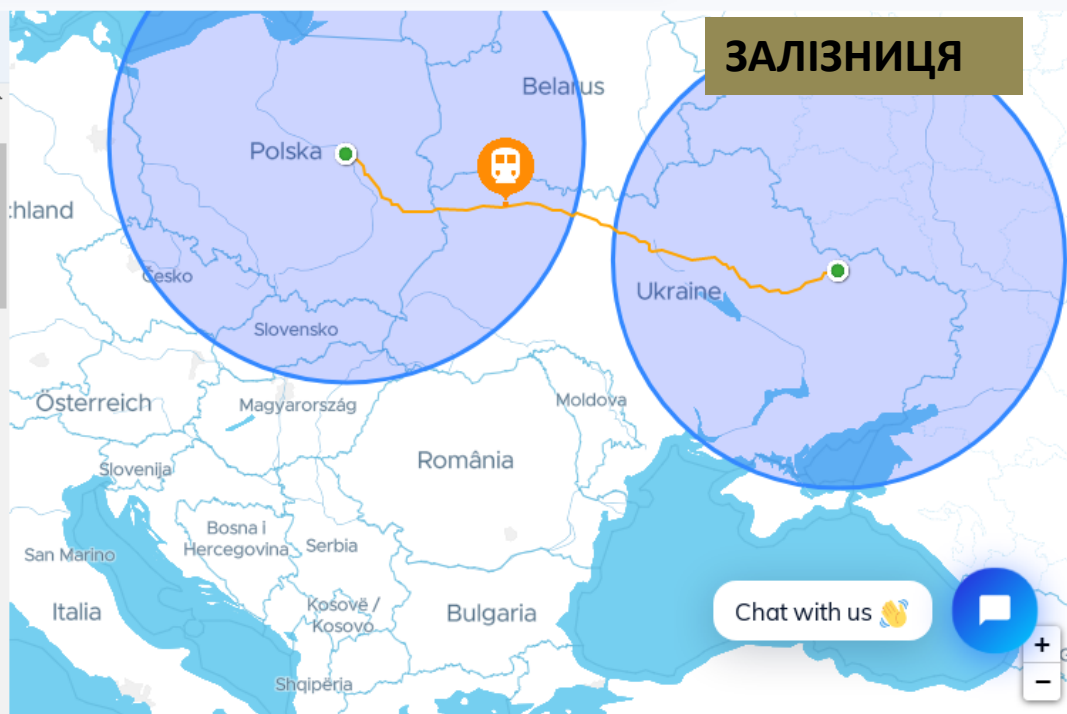 ЗАЛІЗНИЦЯ
Belarus
Polska
chland
Česko
Ukraine
Slovensko
Österreich
Magyarország
Moldova
România
Slovenija
Bosna i
Hercegovina
Serbia
San Marino
Italia
Kosovë /
Kosovo
Bulgaria
Chat with us 👋
+
−
Shqipëria